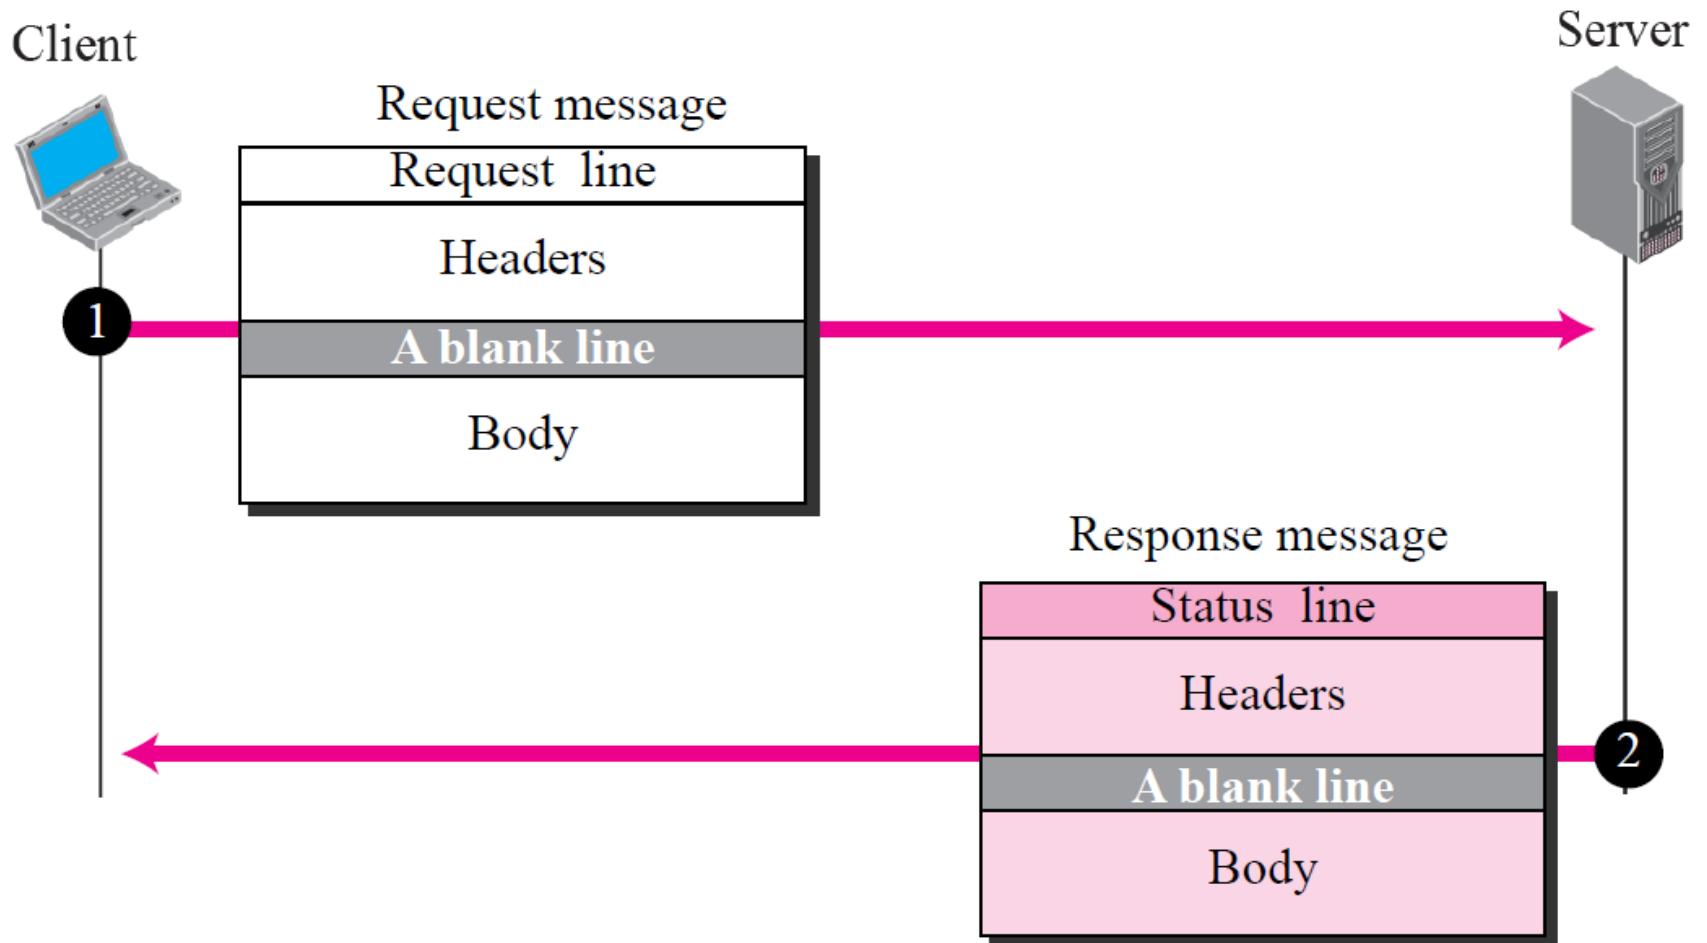 Client
Server
Request message
Request line
Headers
1
A blank line
Body
Response message
Status line
Headers
2
A blank line
Body